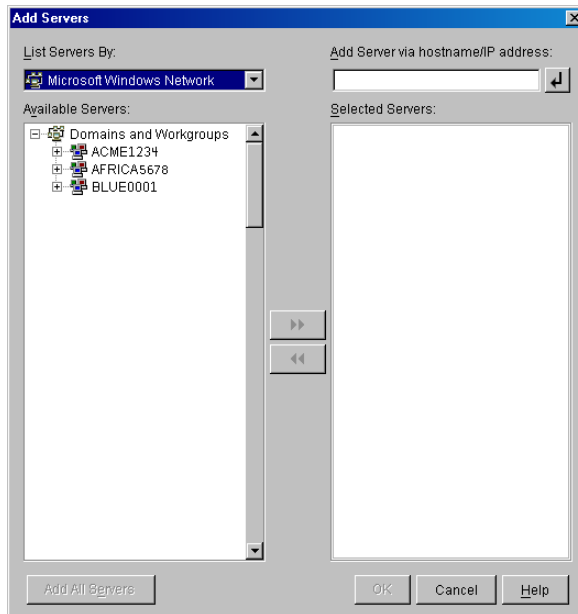 Add Servers
List Servers By:
Microsoft Windows Network
Available Servers:
Domains and Workgroups
ACME1234
AFRICA5678
BLUE0001
Add All Servers
Add Server via hostname/IP address:
Selected Servers:
OK
Cancel
Help